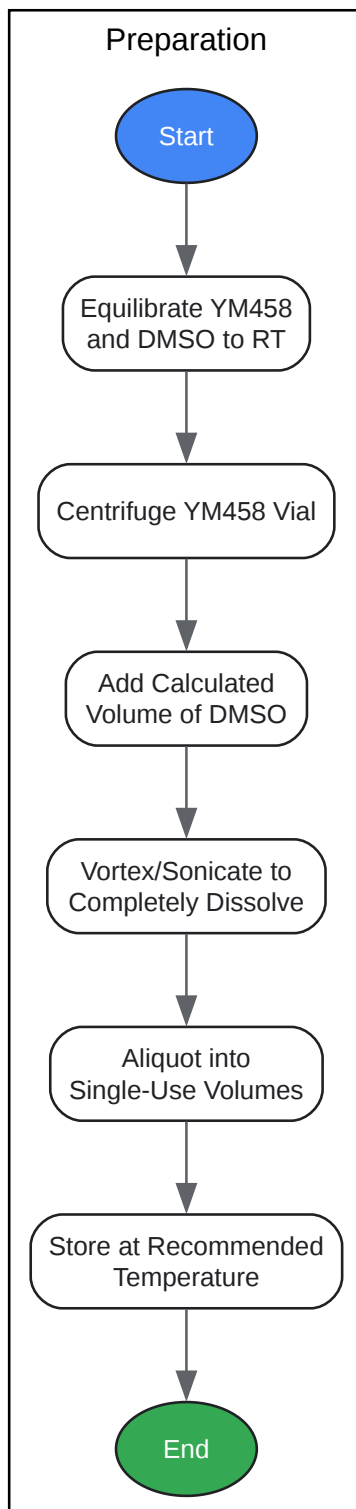 Preparation
Start
Equilibrate YM458
and DMSO to RT
Centrifuge YM458 Vial
Add Calculated
Volume of DMSO
Vortex/Sonicate to
Completely Dissolve
Aliquot into
Single-Use Volumes
Store at Recommended
Temperature
End